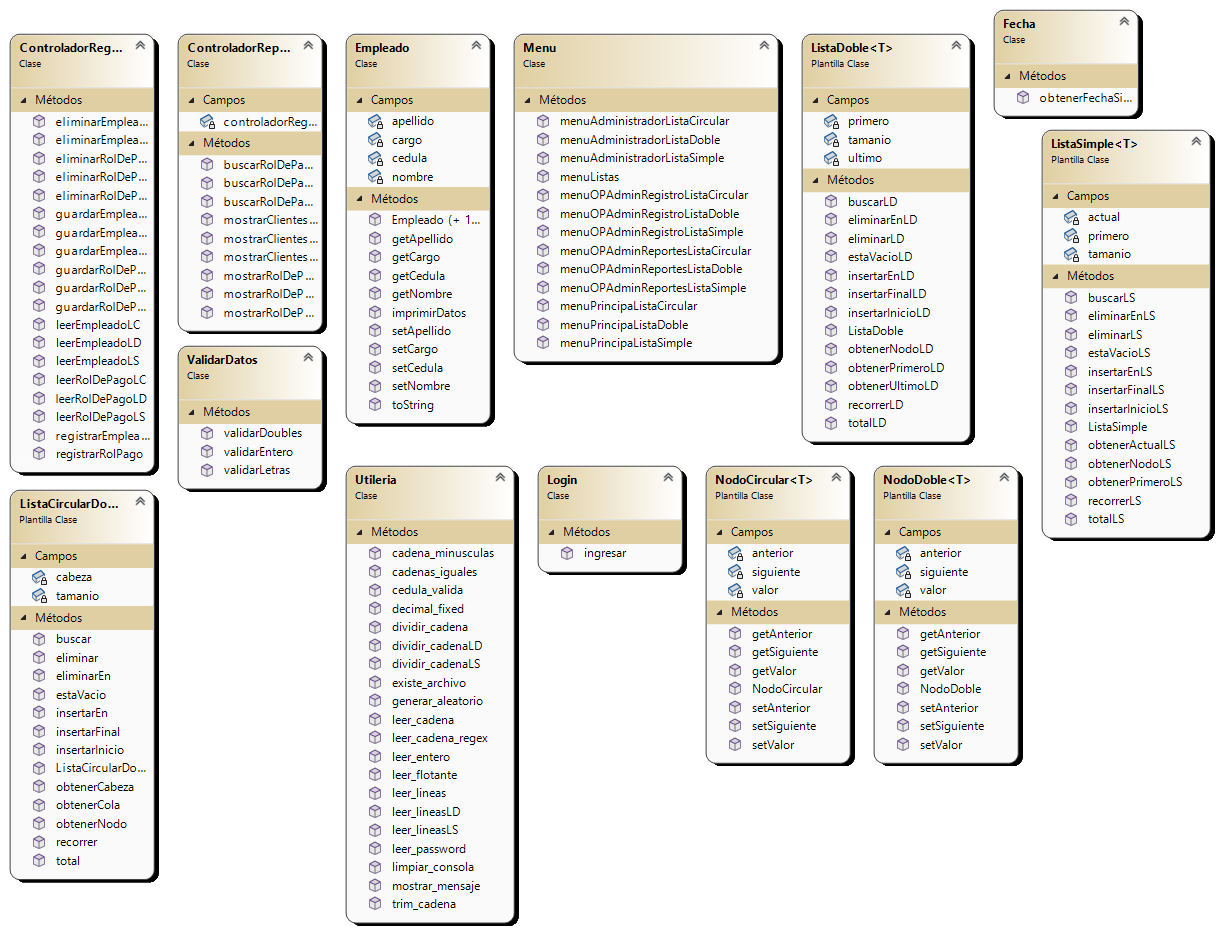 ControladorReg...
Clase
Métodos
eliminarEmplea...
eliminarEmplea...
eliminarRolDeP...
eliminarRolDeP...
eliminarRolDeP...
guardarEmplea...
guardarEmplea...
guardarEmplea...
guardarRolDeP...
guardarRolDeP...
guardarRolDeP...
leerEmpleadoLC
leerEmpleadoLD
leerEmpleadoLS
leerRolDePagoLC
leerRolDePagoLD
leerRolDePagoLS
registrarEmplea...
registrarRolPago
ControladorRep...
Clase
Campos
controladorReg...
Métodos
buscarRolDePa...
buscarRolDePa...
buscarRolDePa...
mostrarClientes...
mostrarClientes...
mostrarClientes...
mostrarRolDeP...
mostrarRolDeP...
mostrarRolDeP...
Empleado
Clase
Campos
apellido
cargo
cedula
nombre
Métodos
Empleado (+ 1...
getApellido
getCargo
getCedula
getNombre
imprimirDatos
setApellido
setCargo
setCedula
setNombre
toString
Menu
Clase
Métodos
menuAdministradorListaCircular
menuAdministradorListaDoble
menuAdministradorListaSimple
menuListas
menuOPAdminRegistroListaCircular
menuOPAdminRegistroListaDoble
menuOPAdminRegistroListaSimple
menuOPAdminReportesListaCircular
menuOPAdminReportesListaDoble
menuOPAdminReportesListaSimple
menuPrincipaListaCircular
menuPrincipaListaDoble
menuPrincipaListaSimple
ListaDoble<T>
Plantilla Clase
Campos
primero
tamanio
ultimo
Métodos
buscarLD
eliminarEnLD
eliminarLD
estaVacioLD
insertarEnLD
insertarFinalLD
insertarInicioLD
ListaDoble
obtenerNodoLD
obtenerPrimeroLD
obtenerUltimoLD
recorrerLD
totalLD
Fecha
Clase
Métodos
obtenerFechaSi...
ListaSimple<T>
Plantilla Clase
Campos
actual
primero
tamanio
Métodos
buscarLS
eliminarEnLS
eliminarLS
estaVacioLS
insertarEnLS
insertarFinalLS
insertarInicioLS
ListaSimple
obtenerActualLS
obtenerNodoLS
obtenerPrimeroLS
recorrerLS
totalLS
ValidarDatos
Clase
Métodos
validarDoubles
validarEntero
validarLetras
ListaCircularDo...
Plantilla Clase
Campos
cabeza
tamanio
Métodos
buscar
eliminar
eliminarEn
estaVacio
insertarEn
insertarFinal
insertarInicio
ListaCircularDo...
obtenerCabeza
obtenerCola
obtenerNodo
recorrer
total
Utileria
Clase
Métodos
cadena_minusculas
cadenas_iguales
cedula_valida
decimal_fixed
dividir_cadena
dividir_cadenaLD
dividir_cadenaLS
existe_archivo
generar_aleatorio
leer_cadena
leer_cadena_regex
leer_entero
leer_flotante
leer_lineas
leer_lineasLD
leer_lineasLS
leer_password
limpiar_consola
mostrar_mensaje
trim_cadena
Login
Clase
Métodos
ingresar
NodoCircular<T>
Plantilla Clase
Campos
anterior
siguiente
valor
Métodos
getAnterior
getSiguiente
getValor
NodoCircular
setAnterior
setSiguiente
setValor
NodoDoble<T>
Plantilla Clase
Campos
anterior
siguiente
valor
Métodos
getAnterior
getSiguiente
getValor
NodoDoble
setAnterior
setSiguiente
setValor